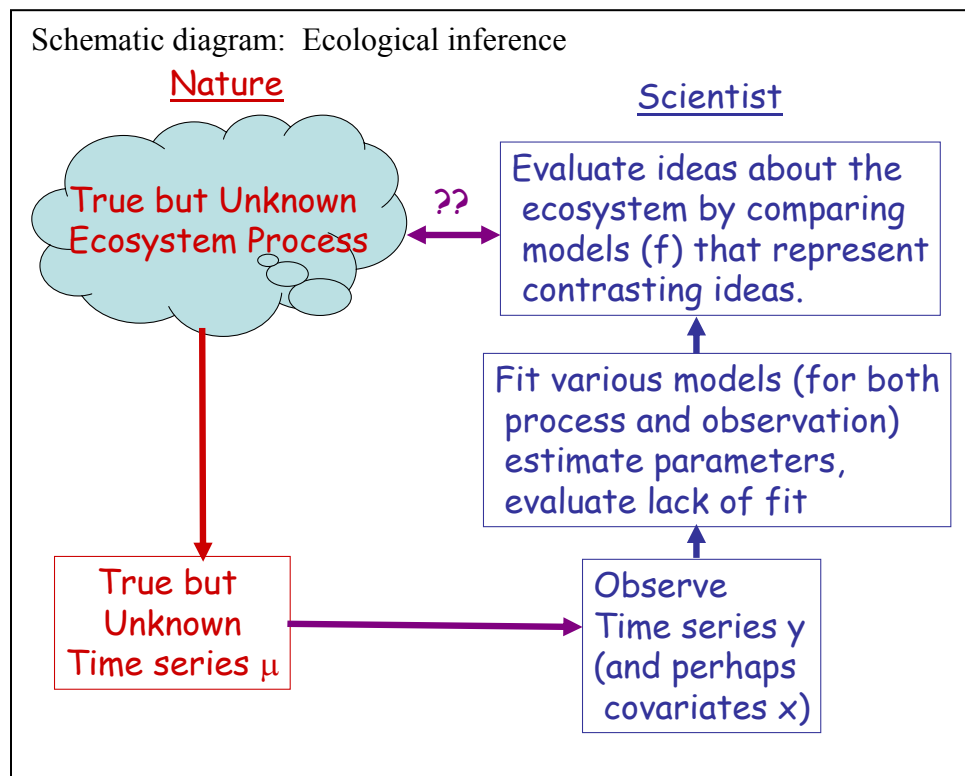 Schematic diagram: Ecological inference
Nature
Scientist
True but Unknown
Ecosystem Process
??
Evaluate ideas about the
ecosystem by comparing
models (f) that represent
contrasting ideas.
Fit various models (for both
process and observation)
estimate parameters,
evaluate lack of fit
True but
Unknown
Time series μ
Observe
Time series y
(and perhaps
covariates x)